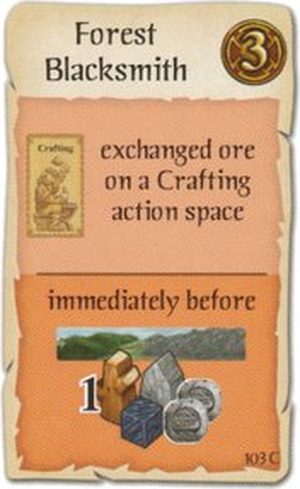 Forest
Blacksmith
3
Crafting
exchanged ore
on a Crafting
action space
immediately before
1
103 C